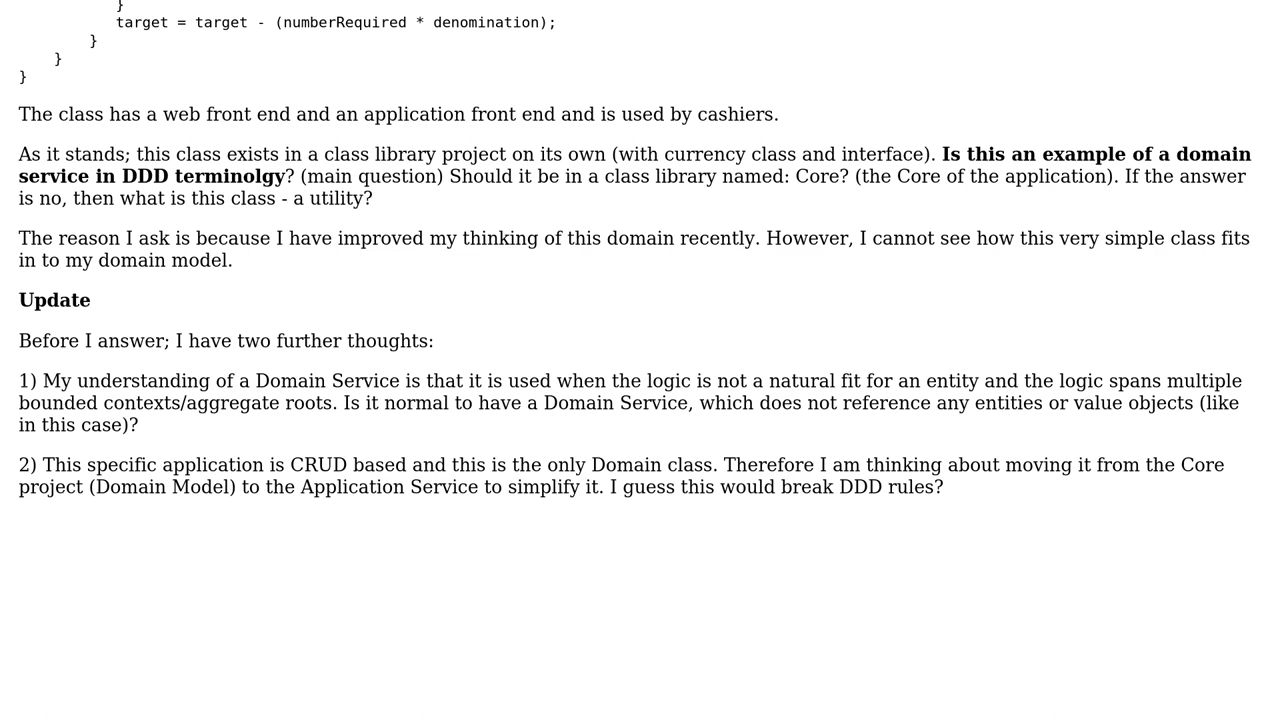 }
target = target - (numberRequired * denomination);
}
}
}
The class has a web front end and an application front end and is used by cashiers.
As it stands; this class exists in a class library project on its own (with currency class and interface). Is this an example of a domain
service in DDD terminolgy? (main question) Should it be in a class library named: Core? (the Core of the application). If the answer
is no, then what is this class - a utility?
The reason I ask is because I have improved my thinking of this domain recently. However, I cannot see how this very simple class fits
in to my domain model.
Update
Before I answer; I have two further thoughts:
1) My understanding of a Domain Service is that it is used when the logic is not a natural fit for an entity and the logic spans multiple
bounded contexts/aggregate roots. Is it normal to have a Domain Service, which does not reference any entities or value objects (like
in this case)?
2) This specific application is CRUD based and this is the only Domain class. Therefore I am thinking about moving it from the Core
project (Domain Model) to the Application Service to simplify it. I guess this would break DDD rules?